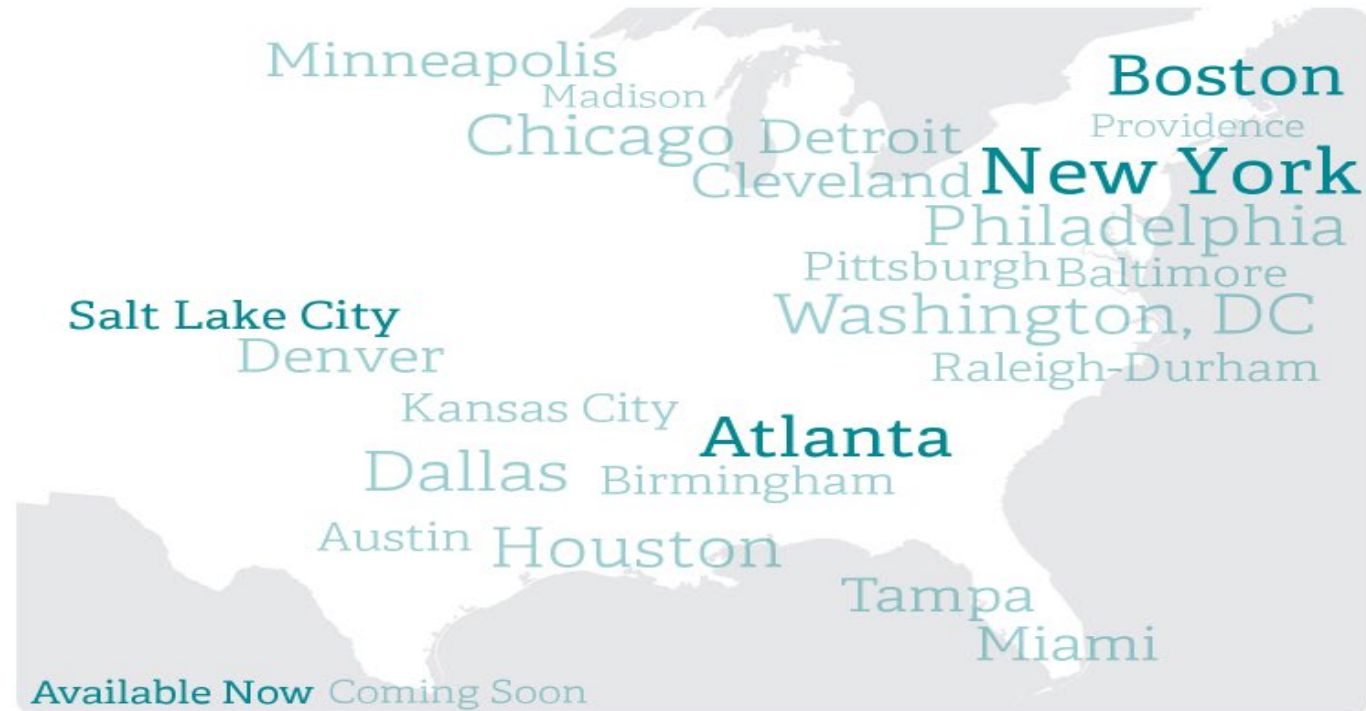 Minneapolis
Boston
Madison
Providence
Chicago Detroit
Cleveland New York
Philadelphia
Pittsburgh Baltimore
Washington, DC
Salt Lake City
Denver
Raleigh-Durham
Kansas City
Atlanta
Dallas
Birmingham
Austin
Houston
Tampa
Miami
Available Now Coming Soon